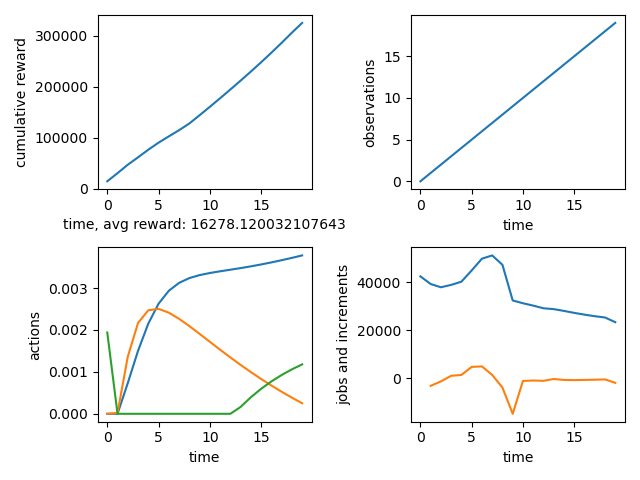 cumulative reward
300000
200000
100000
0
0 5 10 15
time, avg reward: 16278.120032107643
observations
15
10
5
0
0 5 10 15
time
actions
0.003
0.002
0.001
0.000
0 5 10 15
time
jobs and increments
40000
20000
0
0 5 10 15
time